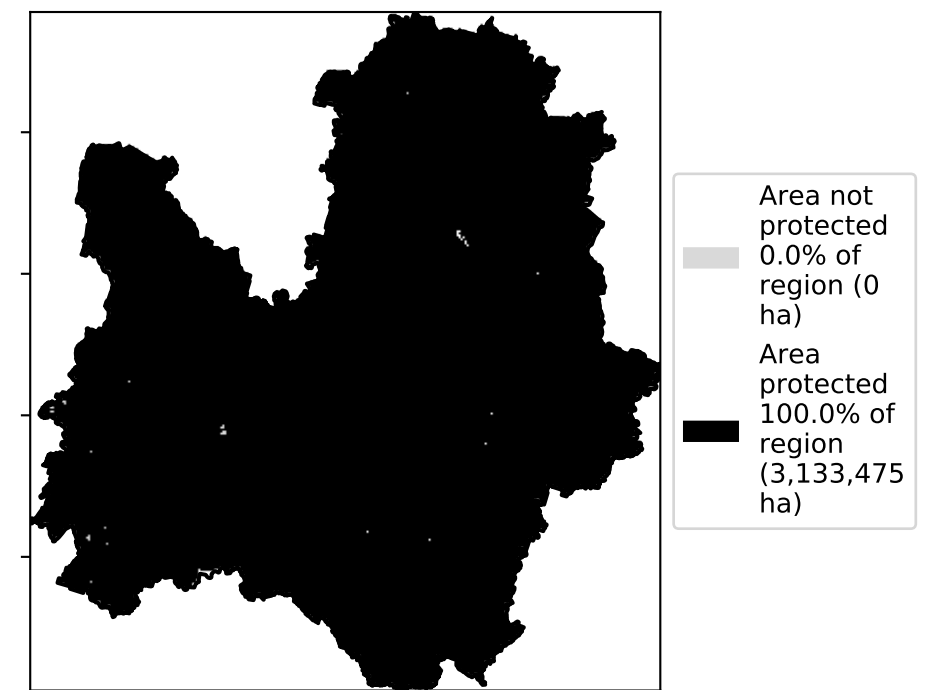 Area not
protected
0.0% of
region (0
ha)
Area
protected
100.0% of
region
(3,133,475
ha)